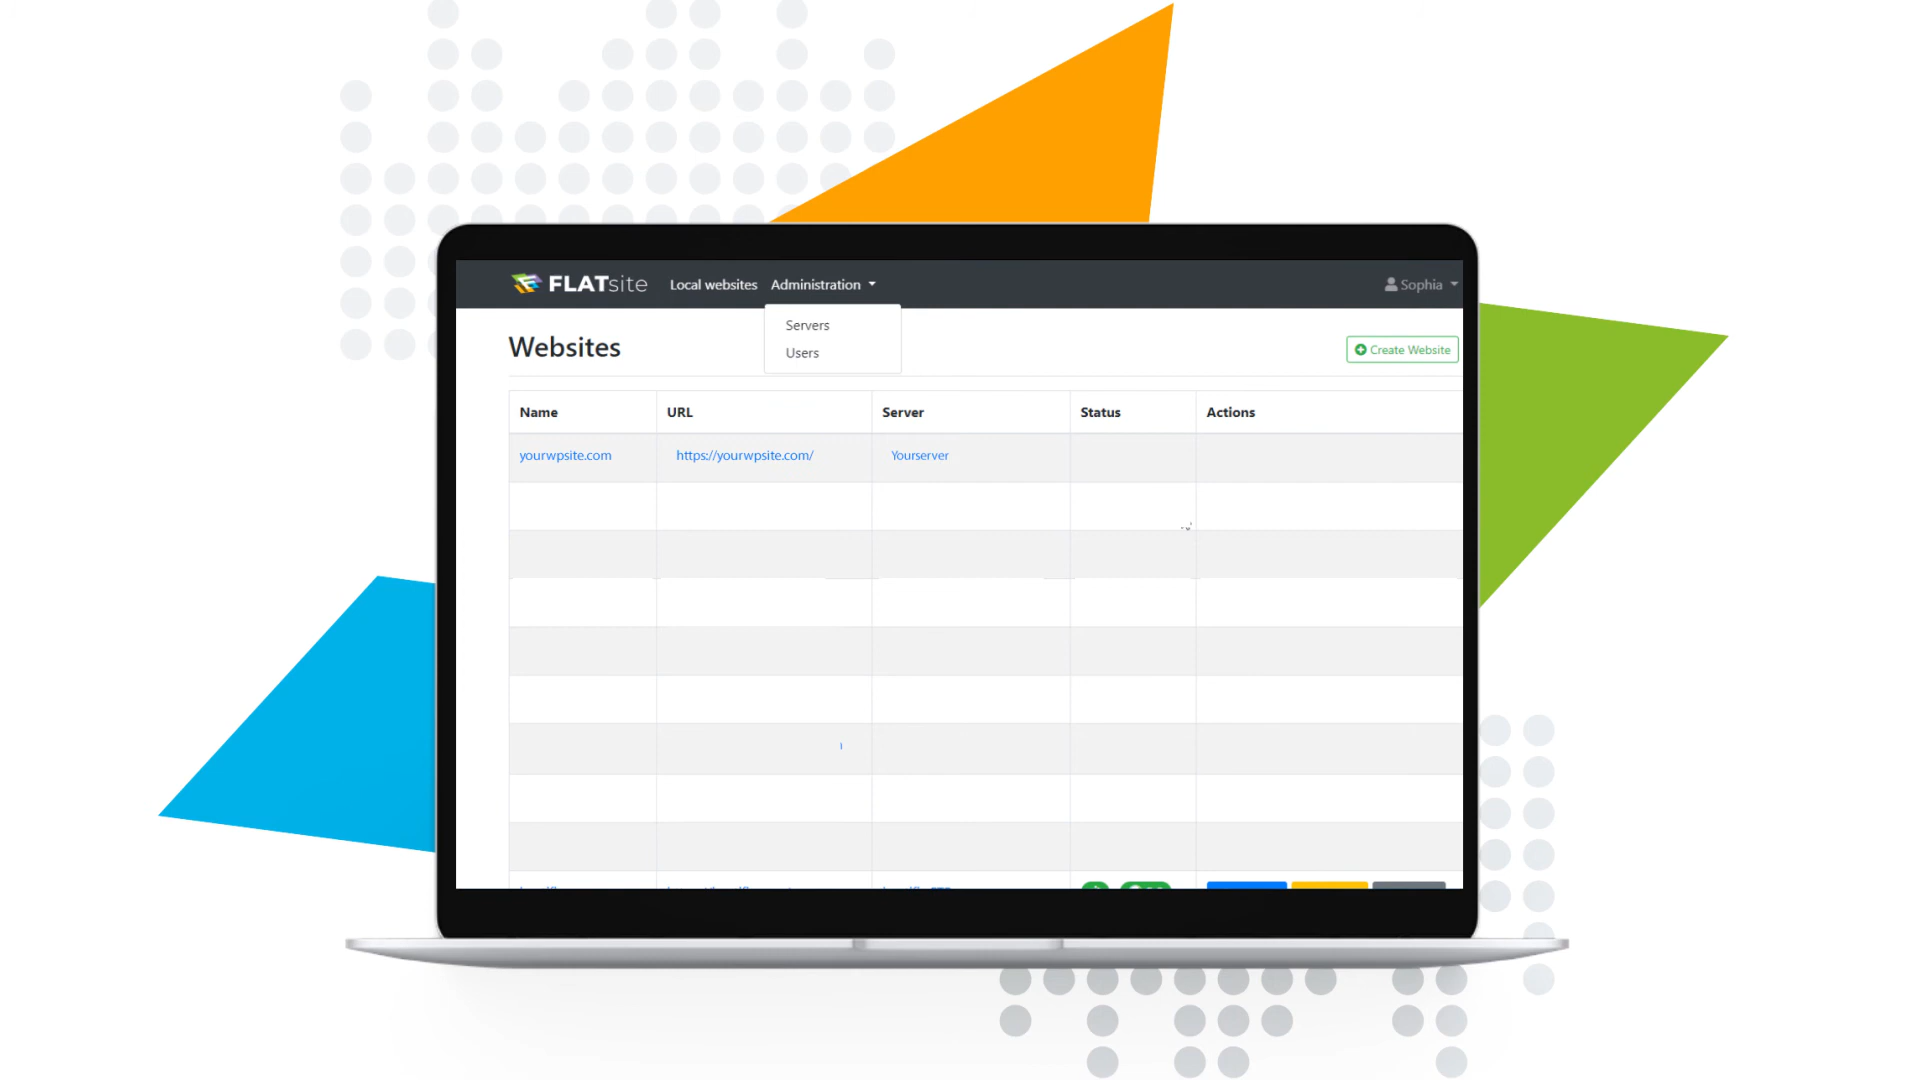 FLATsite Local websites Administration Sophia
Servers
Users
Websites
Create Website
Name URL Server Status Actions
yourwpsite.com https://yourwpsite.com/ Yourserver